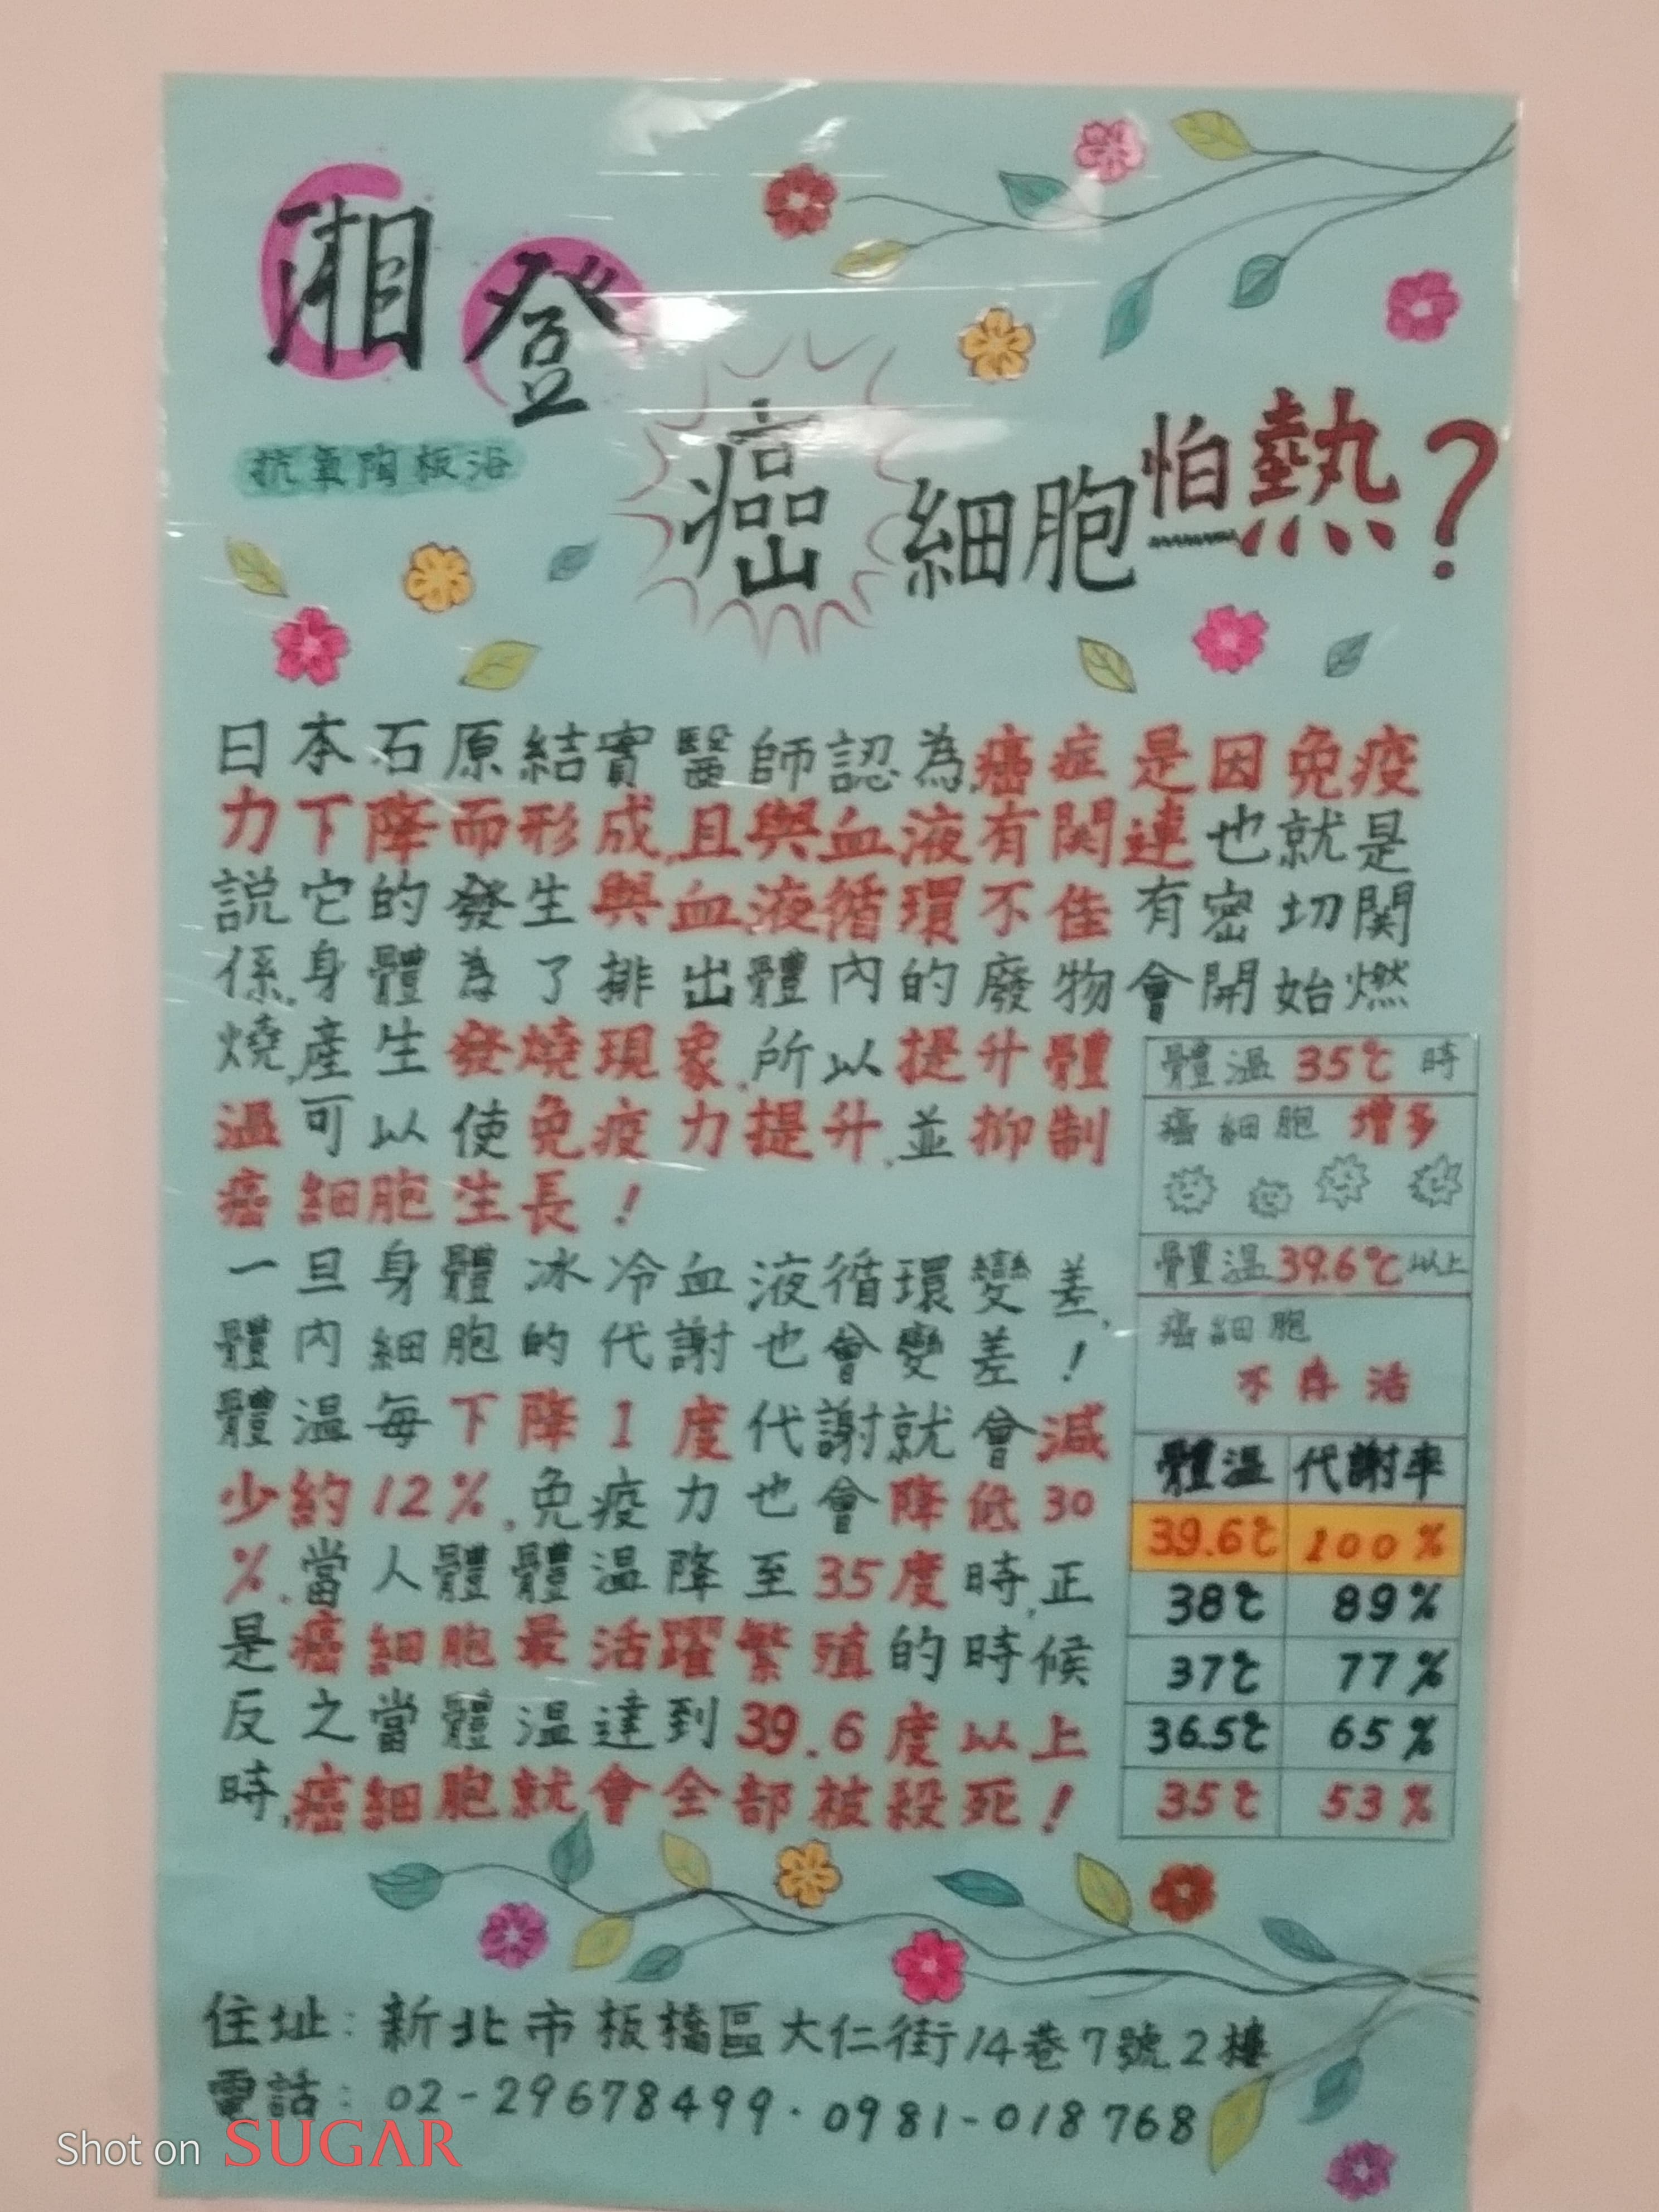 湘登
抗氧陶板浴
癌細胞怕熱?
日本石原結實醫師認為,癌症是因免疫
力下降而形成,且與血液有関連也就是
説它的發生與血液循環不佳有密切関
係,身體為了排出體內的廢物會開始燃
燒,產生發燒現象,所以提升體
溫可以使免疫力提升,並抑制
癌細胞生長!
一旦身體冰冷血液循環變差,
體內細胞的代謝也會變差!
體溫每下降1度代謝就會減
少約12%,免疫力也會降低30
%,當人體體溫降至35度時,正
是癌細胞最活躍繁殖的時候
反之當體溫達到39.6度以上
時,癌細胞就會全部被殺死!
體溫35℃時
癌細胞增多
體溫39.6℃以上
癌細胞
不存活
體溫 代謝率
39.6℃ 100%
38℃ 89%
37℃ 77%
36.5℃ 65%
35℃ 53%
住址:新北市板橋區大仁街14巷7號2樓
電話:02-29678499·0981-018768
Shot on SUGAR